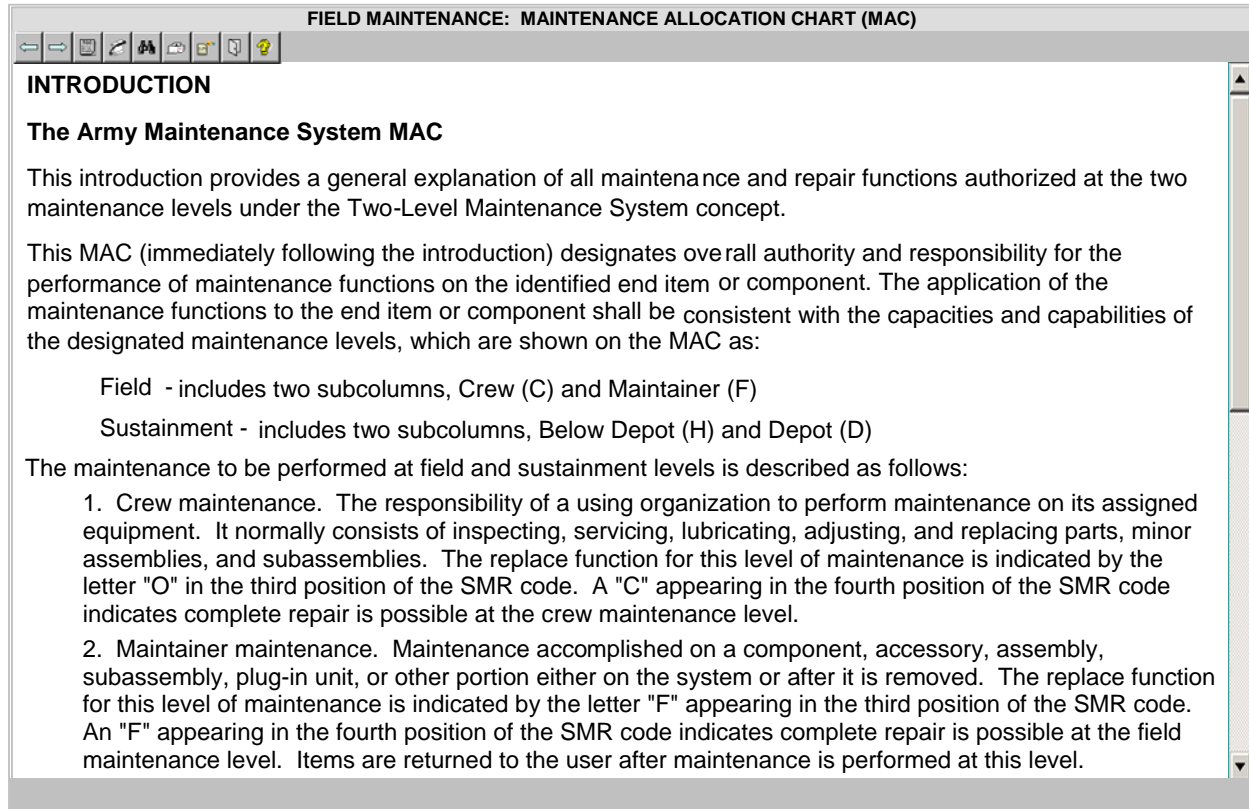 FIELD MAINTENANCE: MAINTENANCE ALLOCATION CHART (MAC)
INTRODUCTION
The Army Maintenance System MAC
This introduction provides a general explanation of all maintenance and repair functions authorized at the two
maintenance levels under the Two-Level Maintenance System concept.
This MAC (immediately following the introduction) designates overall authority and responsibility for the
performance of maintenance functions on the identified end item or component. The application of the
maintenance functions to the end item or component shall be consistent with the capacities and capabilities of
the designated maintenance levels, which are shown on the MAC as:
Field - includes two subcolumns, Crew (C) and Maintainer (F)
Sustainment - includes two subcolumns, Below Depot (H) and Depot (D)
The maintenance to be performed at field and sustainment levels is described as follows:
1. Crew maintenance. The responsibility of a using organization to perform maintenance on its assigned
equipment. It normally consists of inspecting, servicing, lubricating, adjusting, and replacing parts, minor
assemblies, and subassemblies. The replace function for this level of maintenance is indicated by the
letter "O" in the third position of the SMR code. A "C" appearing in the fourth position of the SMR code
indicates complete repair is possible at the crew maintenance level.
2. Maintainer maintenance. Maintenance accomplished on a component, accessory, assembly,
subassembly, plug-in unit, or other portion either on the system or after it is removed. The replace function
for this level of maintenance is indicated by the letter "F" appearing in the third position of the SMR code.
An "F" appearing in the fourth position of the SMR code indicates complete repair is possible at the field
maintenance level. Items are returned to the user after maintenance is performed at this level.